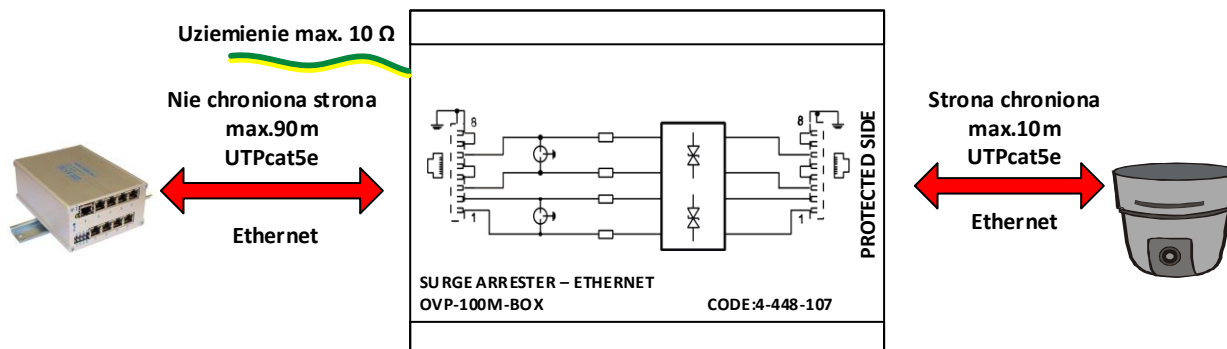 Uziemienie max. 10 Ω
Nie chroniona strona
max.90m
UTPcat5e
Ethernet
8
1
8
1
PROTECTED SIDE
SURGE ARRESTER – ETHERNET
OVP-100M-BOX
CODE:4-448-107
Strona chroniona
max.10m
UTPcat5e
Ethernet